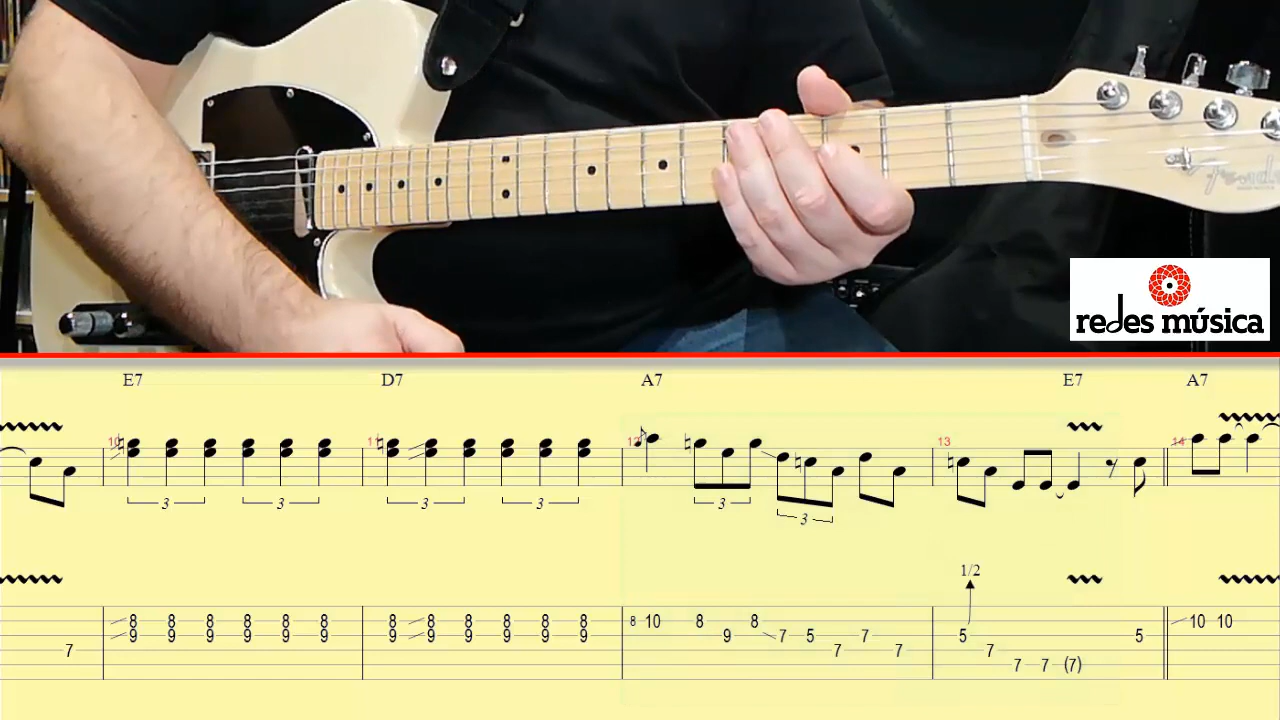 Fender
redes música
E7 D7 A7 E7 A7
10 11 12 13 14
3 3 3 3 3 3
1/2
8 8 8 8 8 8 8 8 8 8 8 8 8 10 8 8 10 10
9 9 9 9 9 9 9 9 9 9 9 9 9 7 5 7 5 5
7 7 7 7
7 7 (7)